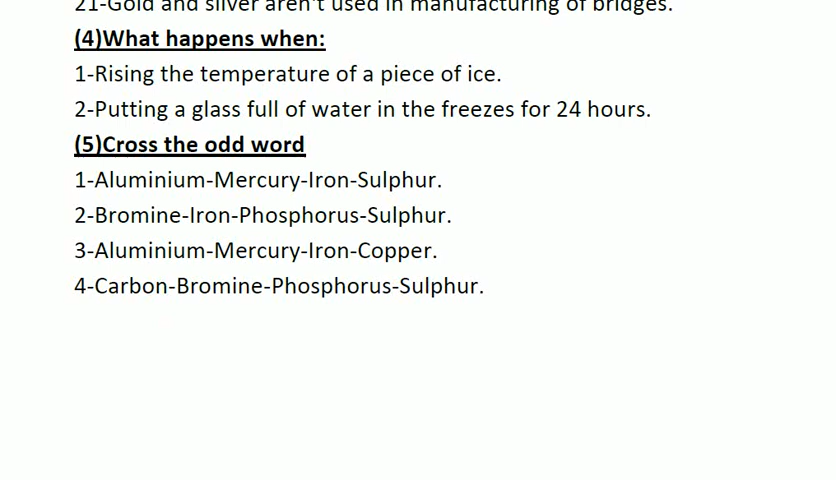 21-Gold and silver aren't used in manufacturing of bridges.
(4)What happens when:
1-Rising the temperature of a piece of ice.
2-Putting a glass full of water in the freezes for 24 hours.
(5)Cross the odd word
1-Aluminium-Mercury-Iron-Sulphur.
2-Bromine-Iron-Phosphorus-Sulphur.
3-Aluminium-Mercury-Iron-Copper.
4-Carbon-Bromine-Phosphorus-Sulphur.